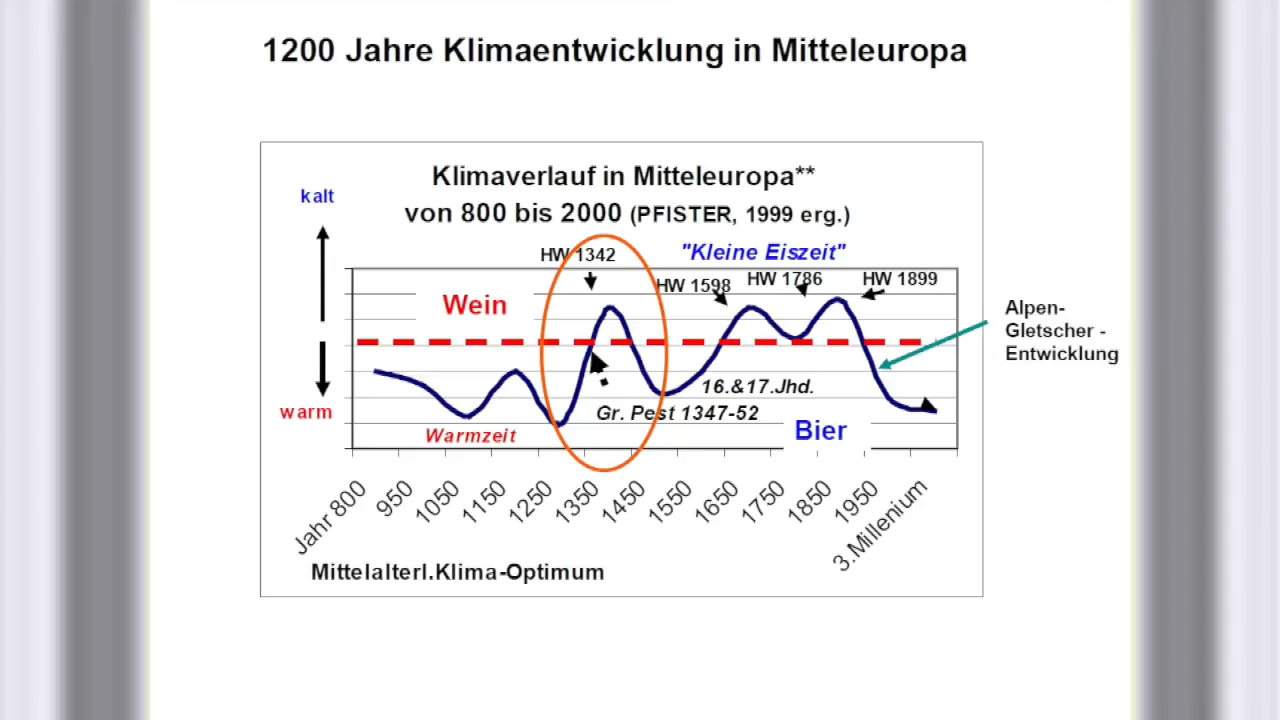 1200 Jahre Klimaentwicklung in Mitteleuropa
Klimaverlauf in Mitteleuropa**
von 800 bis 2000 (PFISTER, 1999 erg.)
kalt
warm
HW 1342
"Kleine Eiszeit"
HW 1598
HW 1786
HW 1899
Wein
Alpen-
Gletscher -
Entwicklung
16.&17.Jhd.
Gr. Pest 1347-52
Warmzeit
Bier
Jahr 800
950
1050
1150
1250
1350
1450
1550
1650
1750
1850
1950
3.Millenium
Mittelalterl.Klima-Optimum